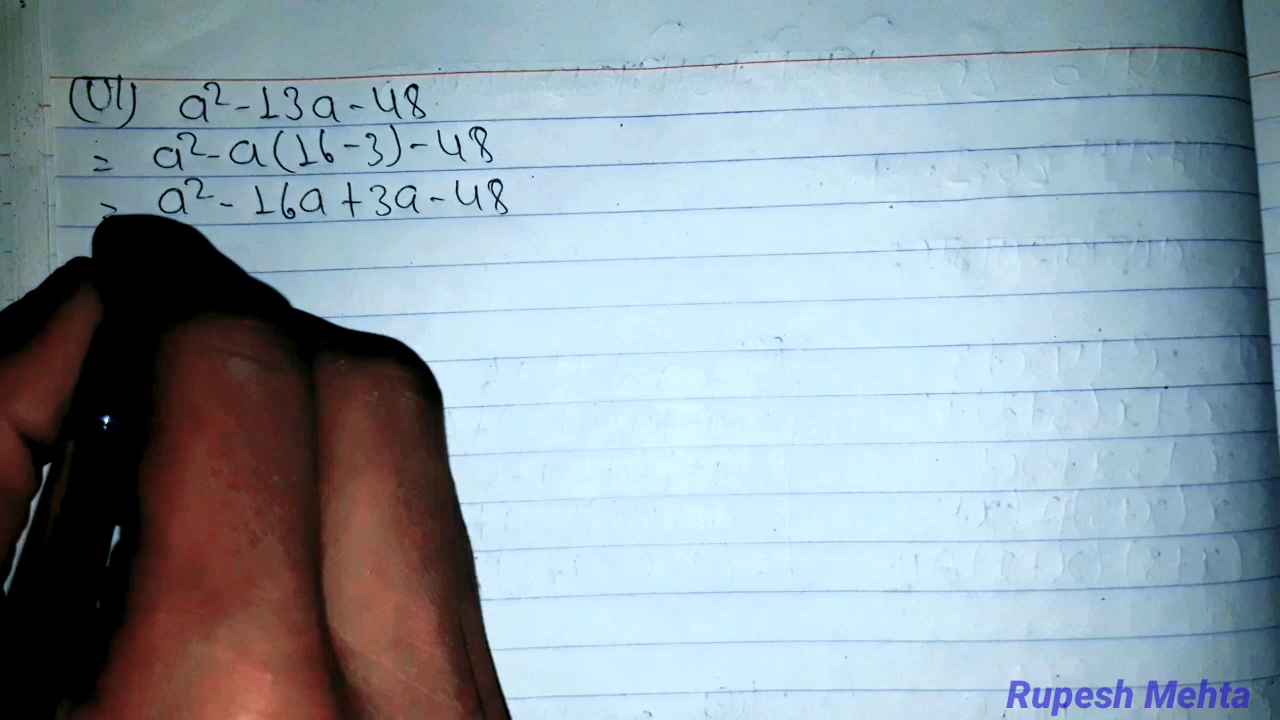 (VI) a² - 13a - 48
= a² - a(16 - 3) - 48
= a² - 16a + 3a - 48
Rupesh Mehta